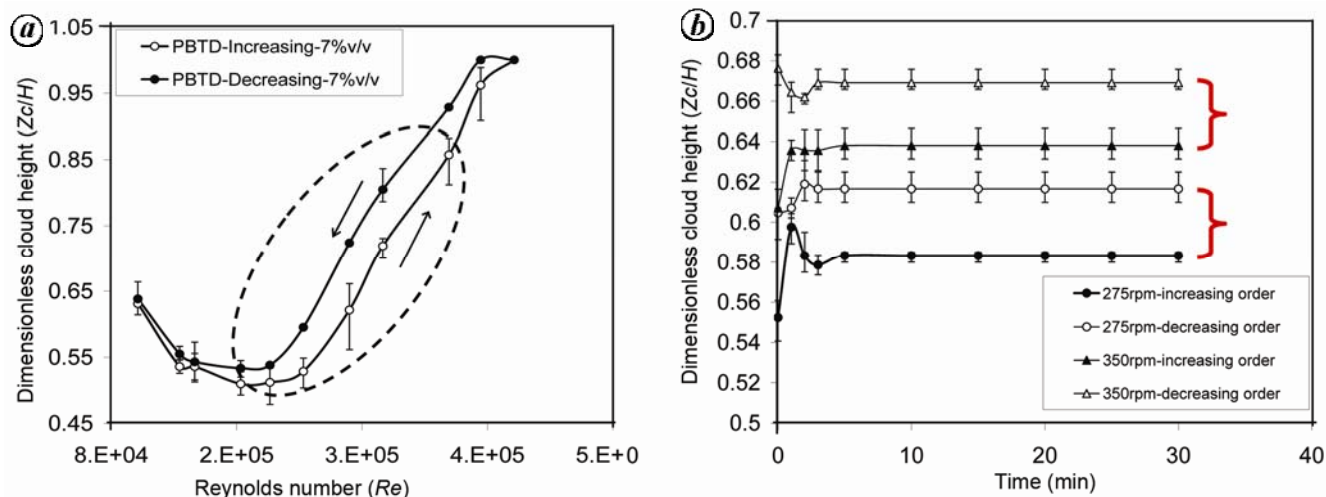 a
Dimensionless cloud height (Zc/H)
1.05
0.95
0.85
0.75
0.65
0.55
0.45
PBTD-Increasing-7%v/v
PBTD-Decreasing-7%v/v
8.E+04
2.E+05
3.E+05
4.E+05
5.E+0
Reynolds number (Re)
b
Dimensionless cloud height (Zc/H)
0.7
0.68
0.66
0.64
0.62
0.6
0.58
0.56
0.54
0.52
0.5
275rpm-increasing order
275rpm-decreasing order
350rpm-increasing order
350rpm-decreasing order
0
10
20
30
40
Time (min)